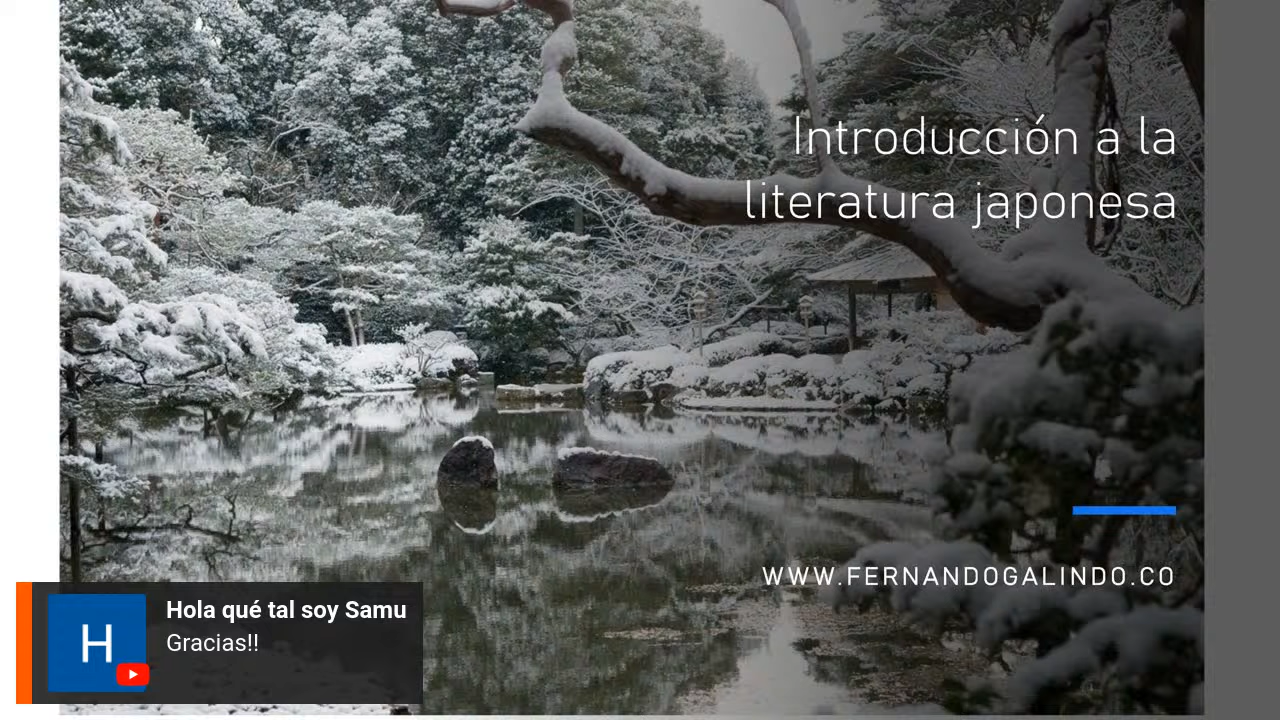 Introducción a la
literatura japonesa
WWW.FERNANDOGALINDO.CO
H
Hola qué tal soy Samu
Gracias!!